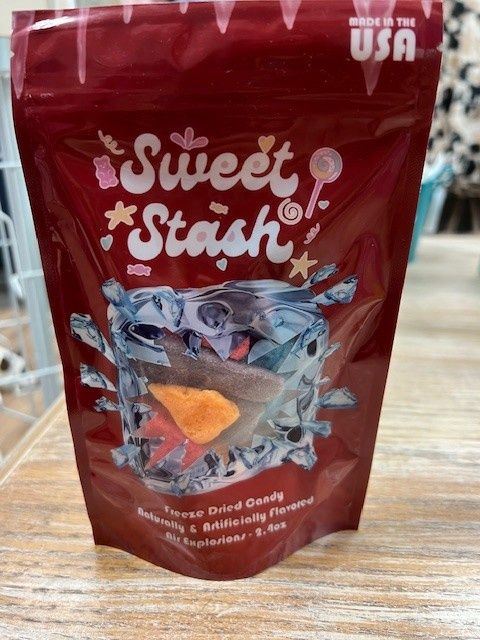 MADE IN THE
USA
Sweet
Stash
Freeze Dried Candy
Naturally & Artificially Flavored
Air Explosions - 2.4oz